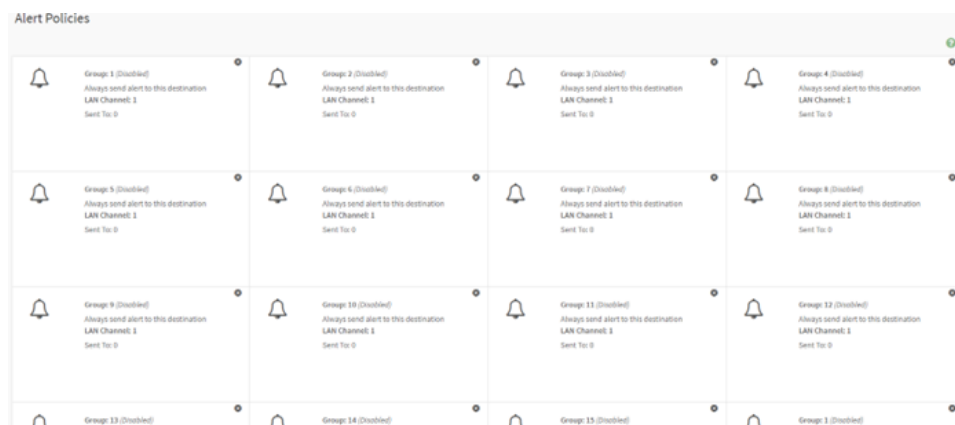 Alert Policies
Group: 1 (Disabled)
Always send alert to this destination
LAN Channel: 1
Sent To: 0
Group: 2 (Disabled)
Always send alert to this destination
LAN Channel: 1
Sent To: 0
Group: 3 (Disabled)
Always send alert to this destination
LAN Channel: 1
Sent To: 0
Group: 4 (Disabled)
Always send alert to this destination
LAN Channel: 1
Sent To: 0
Group: 5 (Disabled)
Always send alert to this destination
LAN Channel: 1
Sent To: 0
Group: 6 (Disabled)
Always send alert to this destination
LAN Channel: 1
Sent To: 0
Group: 7 (Disabled)
Always send alert to this destination
LAN Channel: 1
Sent To: 0
Group: 8 (Disabled)
Always send alert to this destination
LAN Channel: 1
Sent To: 0
Group: 9 (Disabled)
Always send alert to this destination
LAN Channel: 1
Sent To: 0
Group: 10 (Disabled)
Always send alert to this destination
LAN Channel: 1
Sent To: 0
Group: 11 (Disabled)
Always send alert to this destination
LAN Channel: 1
Sent To: 0
Group: 12 (Disabled)
Always send alert to this destination
LAN Channel: 1
Sent To: 0
Group: 13 (Disabled)
Group: 14 (Disabled)
Group: 15 (Disabled)
Group: 1 (Disabled)